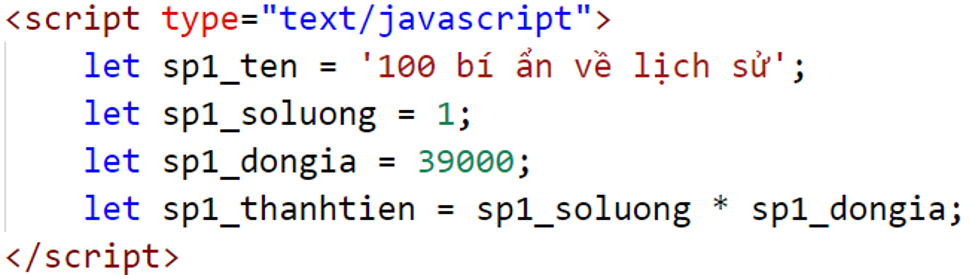 <script type="text/javascript">
let sp1_ten = '100 bí ẩn về lịch sử';
let sp1_soluong = 1;
let sp1_dongia = 39000;
let sp1_thanhtien = sp1_soluong * sp1_dongia;
</script>